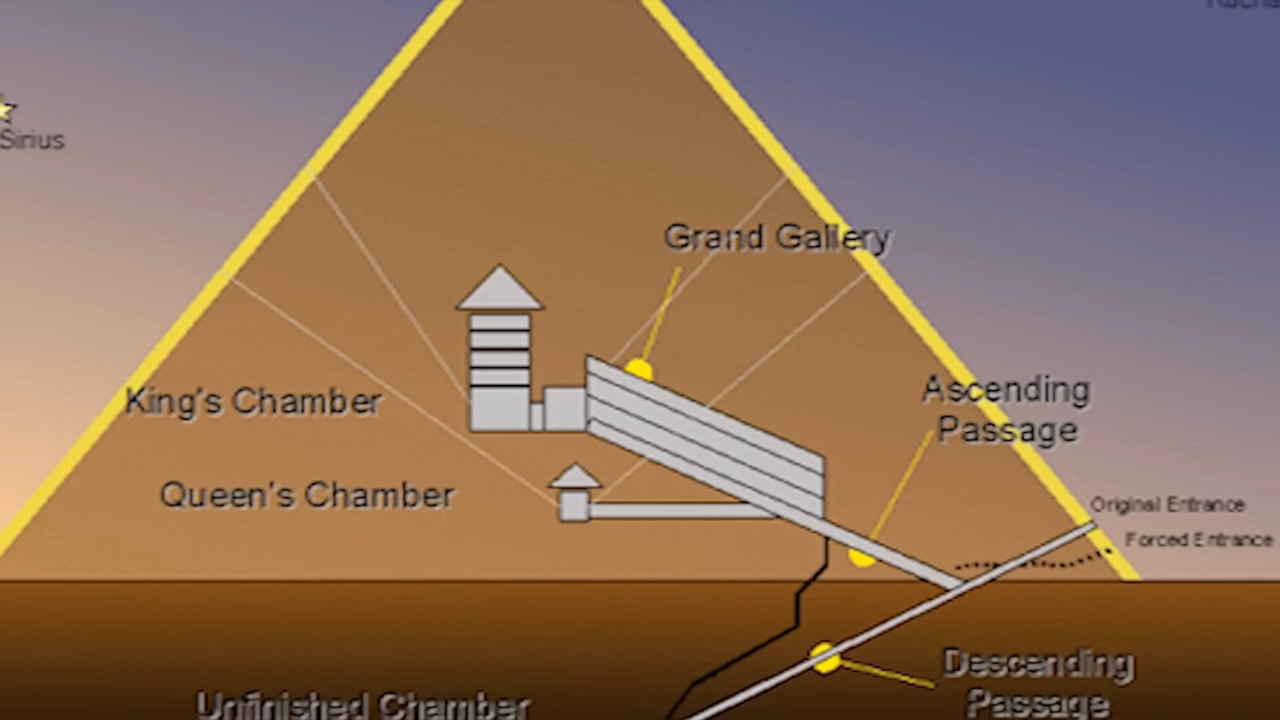 Sirius
Grand Gallery
King's Chamber
Ascending
Passage
Queen's Chamber
Original Entrance
Forced Entrance
Descending
Passage
Unfinished Chamber